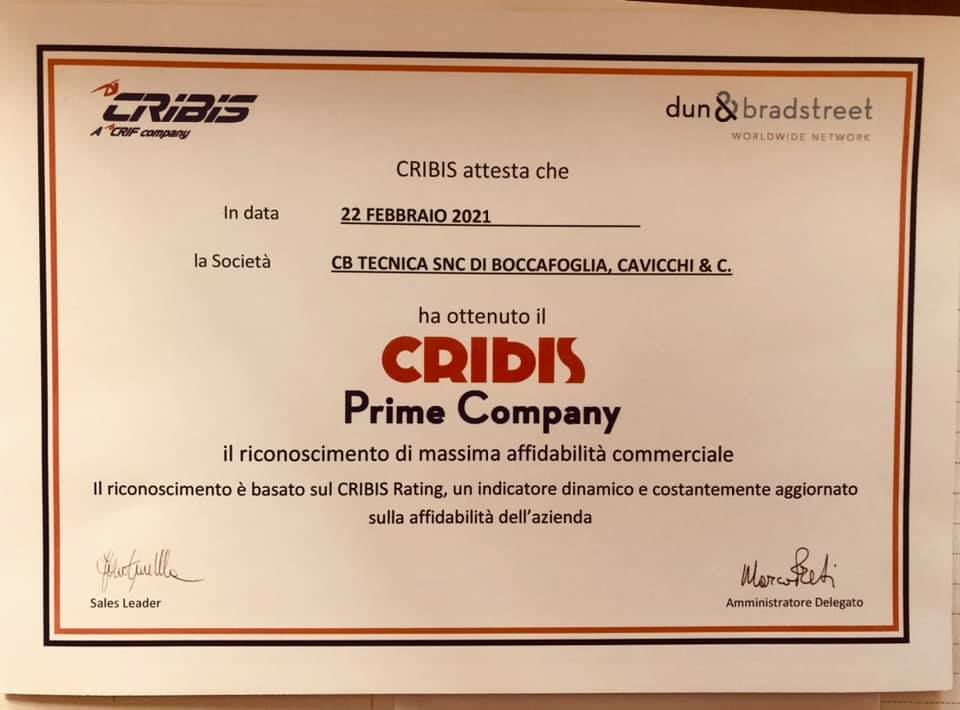 CRIBIS
A CRIF company
dun & bradstreet
WORLDWIDE NETWORK
CRIBIS attesta che
In data 22 FEBBRAIO 2021
la Società CB TECNICA SNC DI BOCCAFOGLIA, CAVICCHI & C.
ha ottenuto il
CRIBIS
Prime Company
il riconoscimento di massima affidabilità commerciale
Il riconoscimento è basato sul CRIBIS Rating, un indicatore dinamico e costantemente aggiornato
sulla affidabilità dell'azienda
Marco Preti
Sales Leader
Amministratore Delegato